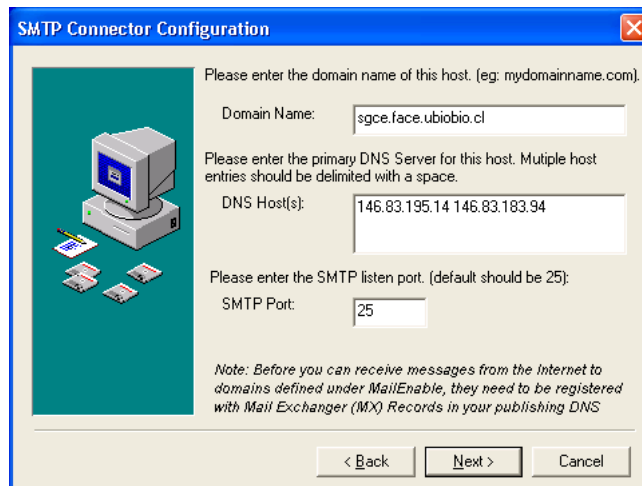 SMTP Connector Configuration
Please enter the domain name of this host. (eg: mydomainname.com).
Domain Name:
sgce.face.ubiobio.cl
Please enter the primary DNS Server for this host. Mutiple host
entries should be delimited with a space.
DNS Host(s):
146.83.195.14 146.83.183.94
Please enter the SMTP listen port. (default should be 25):
SMTP Port:
25
Note: Before you can receive messages from the Internet to
domains defined under MailEnable, they need to be registered
with Mail Exchanger (MX) Records in your publishing DNS
< Back
Next >
Cancel